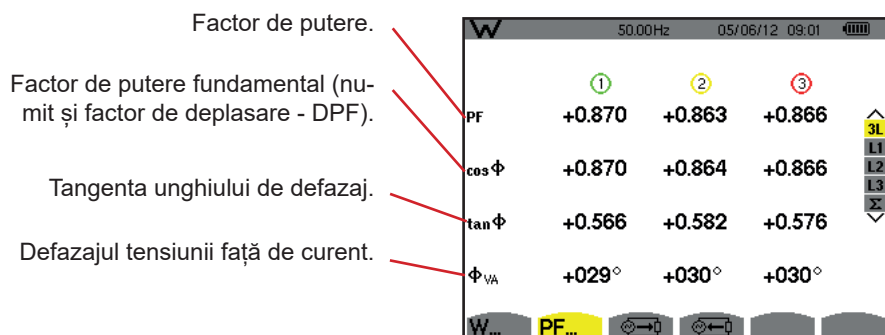 Factor de putere.
Factor de putere fundamental (nu-
mit și factor de deplasare - DPF).
Tangenta unghiului de defazaj.
Defazajul tensiunii față de curent.
W 50.00Hz 05/06/12 09:01
1 2 3
PF +0.870 +0.863 +0.866
cos Φ +0.870 +0.864 +0.866
tan Φ +0.566 +0.582 +0.576
Φ VA +029° +030° +030°
3L
L1
L2
L3
Σ
W... PF...